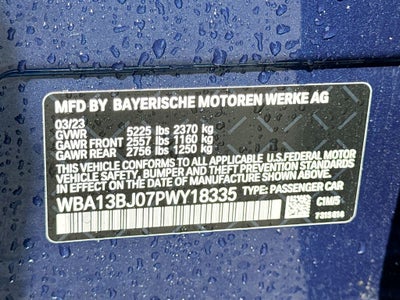 MFD BY BAYERISCHE MOTOREN WERKE AG
03/23
GVWR 5225 lbs 2370 kg
GAWR FRONT 2557 lbs 1160 kg
GAWR REAR 2756 lbs 1250 kg
THIS VEHICLE CONFORMS TO ALL APPLICABLE U.S. FEDERAL MOTOR
VEHICLE SAFETY, BUMPER AND THEFT PREVENTION STANDARDS
IN EFFECT ON THE DATE OF MANUFACTURE SHOWN ABOVE.
WBA13BJ07PWY18335 TYPE: PASSENGER CAR
C1M/5